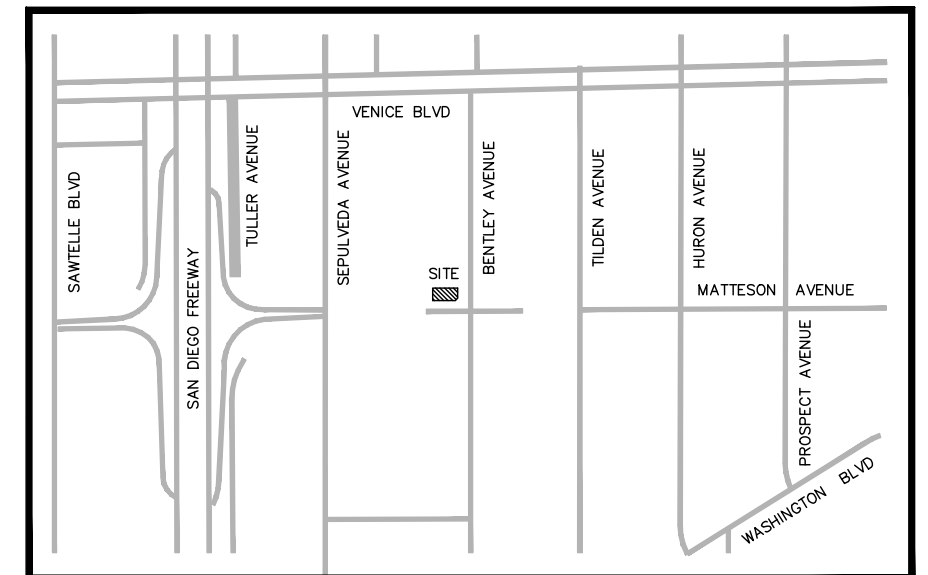 VENICE BLVD
SAWTELLE BLVD
SAN DIEGO FREEWAY
TULLER AVENUE
SEPULVEDA AVENUE
SITE
BENTLEY AVENUE
TILDEN AVENUE
HURON AVENUE
MATTESON AVENUE
PROSPECT AVENUE
WASHINGTON BLVD